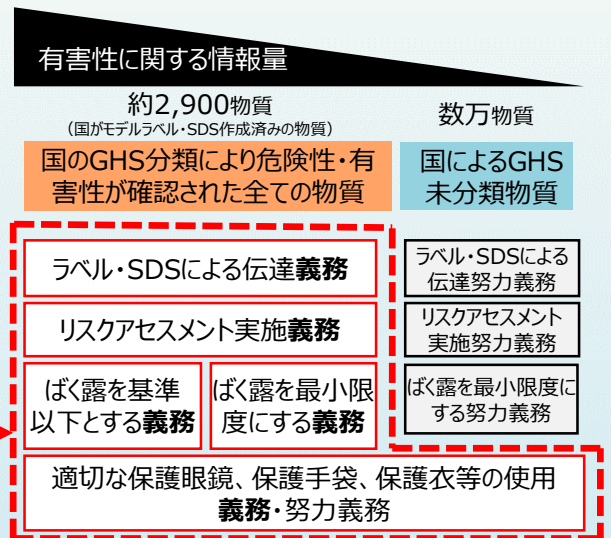 有害性に関する情報量
約2,900物質
(国がモデルラベル・SDS作成済みの物質)
国のGHS分類により危険性・有
害性が確認された全ての物質
数万物質
国によるGHS
未分類物質
ラベル・SDSによる伝達義務
ラベル・SDSによる
伝達努力義務
リスクアセスメント実施義務
リスクアセスメント
実施努力義務
ばく露を基準
以下とする義務
ばく露を最小限
度にする義務
ばく露を最小限度に
する努力義務
適切な保護眼鏡、保護手袋、保護衣等の使用
義務・努力義務